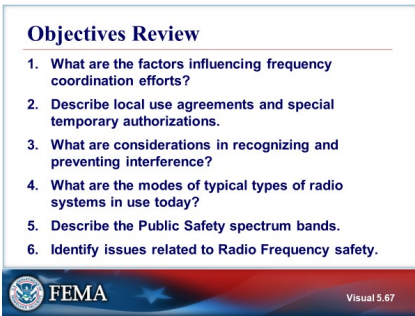 Objectives Review
1. What are the factors influencing frequency
coordination efforts?
2. Describe local use agreements and special
temporary authorizations.
3. What are considerations in recognizing and
preventing interference?
4. What are the modes of typical types of radio
systems in use today?
5. Describe the Public Safety spectrum bands.
6. Identify issues related to Radio Frequency safety.
FEMA
Visual 5.67